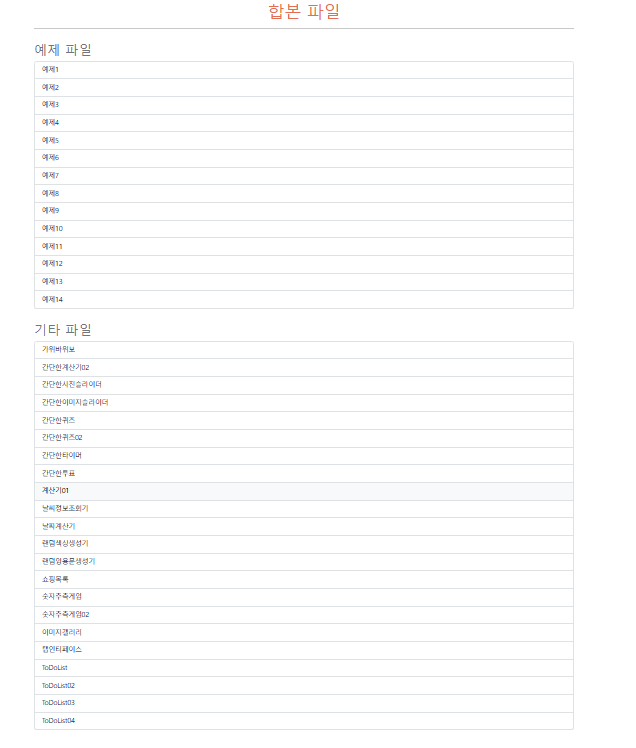 합본 파일
예제 파일
예제1
예제2
예제3
예제4
예제5
예제6
예제7
예제8
예제9
예제10
예제11
예제12
예제13
예제14
기타 파일
가위바위보
간단한계산기02
간단한사진슬라이더
간단한이미지슬라이더
간단한퀴즈
간단한퀴즈02
간단한타이머
간단한투표
계산기01
날씨정보조회기
날짜계산기
랜덤색상생성기
랜덤인용문생성기
쇼핑목록
숫자추측게임
숫자추측게임02
이미지갤러리
탭인터페이스
ToDoList
ToDoList02
ToDoList03
ToDoList04